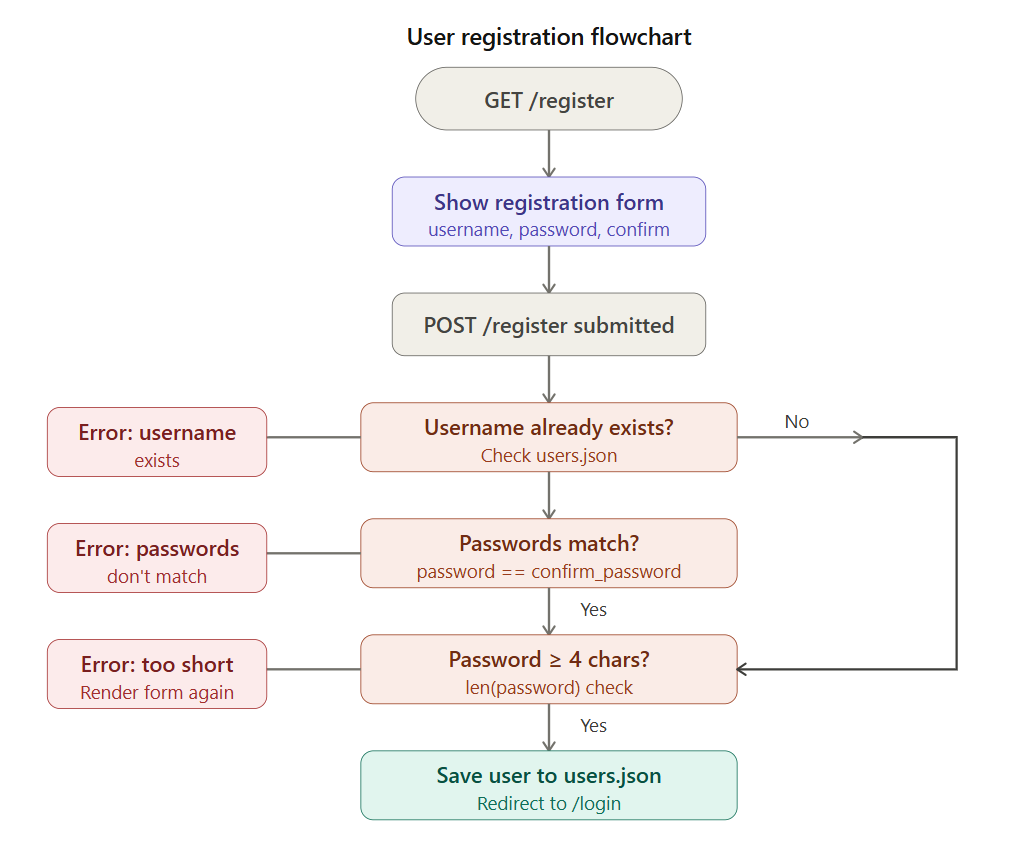 User registration flowchart
GET /register
Show registration form
username, password, confirm
POST /register submitted
Error: username
exists
Username already exists?
Check users.json
No
Error: passwords
don't match
Passwords match?
password == confirm_password
Yes
Error: too short
Render form again
Password ≥ 4 chars?
len(password) check
Yes
Save user to users.json
Redirect to /login